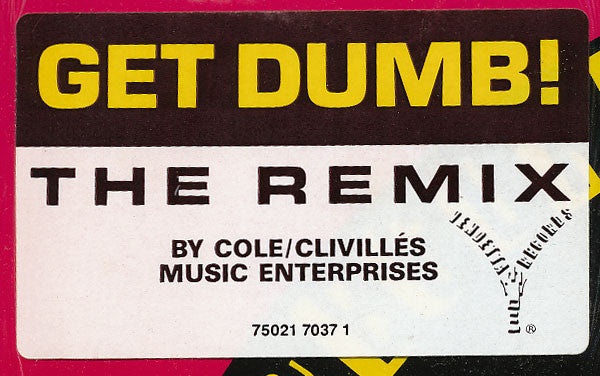 GET DUMB!
THE REMIX
BY COLE/CLIVILLÉS
MUSIC ENTERPRISES
VENDETTA RECORDS
®
75021 7037 1